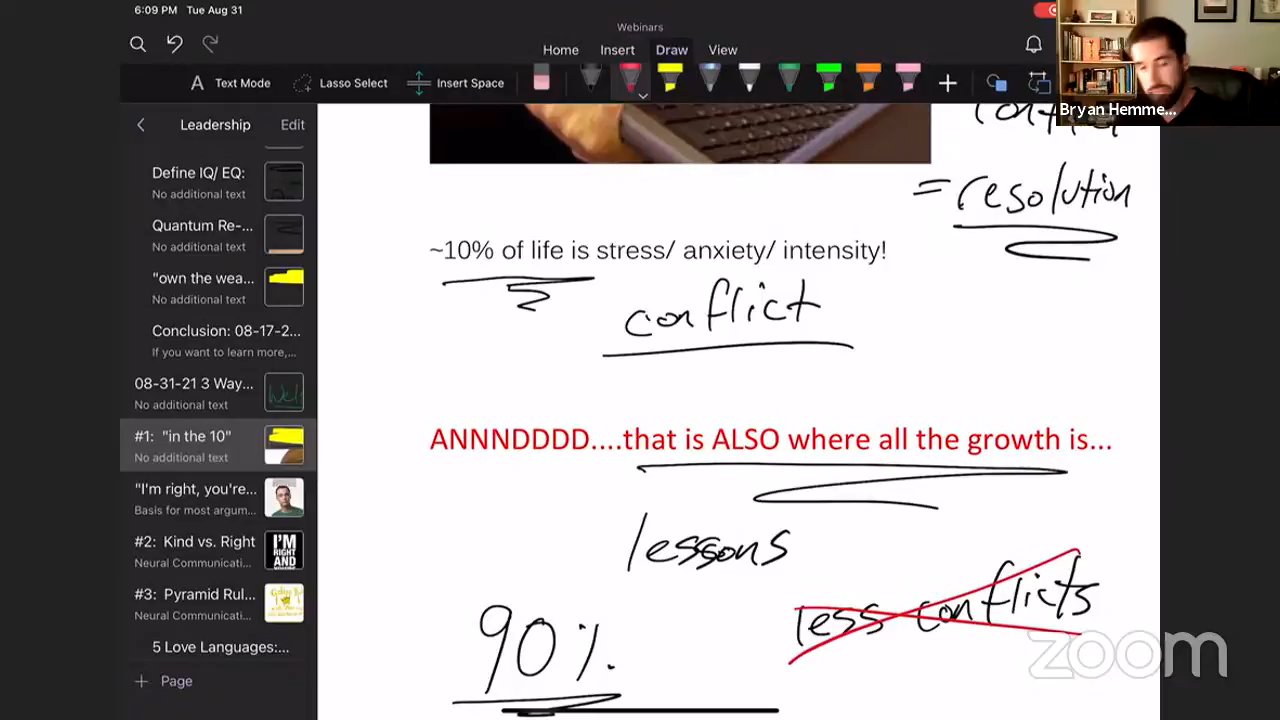 6:09 PM Tue Aug 31
Webinars
Home Insert Draw View
A Text Mode Lasso Select Insert Space
Bryan Hemme...
Leadership Edit
Define IQ/ EQ:
No additional text
Quantum Re-...
No additional text
"own the wea...
No additional text
Conclusion: 08-17-2...
If you want to learn more,...
08-31-21 3 Way...
No additional text
#1: "in the 10"
No additional text
"I'm right, you're...
Basis for most argum...
#2: Kind vs. Right
Neural Communicati...
I'M
RIGHT
AND
#3: Pyramid Rul...
Neural Communicati...
5 Love Languages:...
Page
= resolution
~10% of life is stress/ anxiety/ intensity!
conflict
ANNNDDDD....that is ALSO where all the growth is...
lessons
less conflicts
90%
zoom